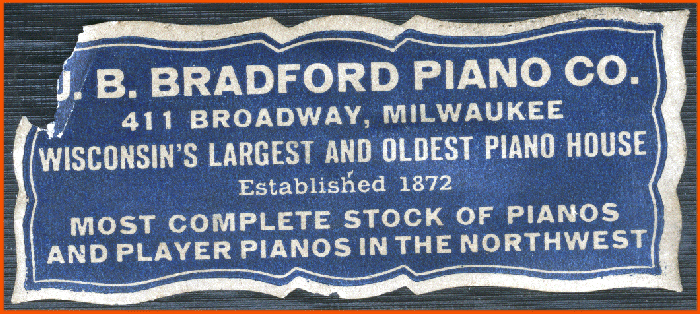 J. B. BRADFORD PIANO CO.
411 BROADWAY, MILWAUKEE
WISCONSIN'S LARGEST AND OLDEST PIANO HOUSE
Established 1872
MOST COMPLETE STOCK OF PIANOS
AND PLAYER PIANOS IN THE NORTHWEST